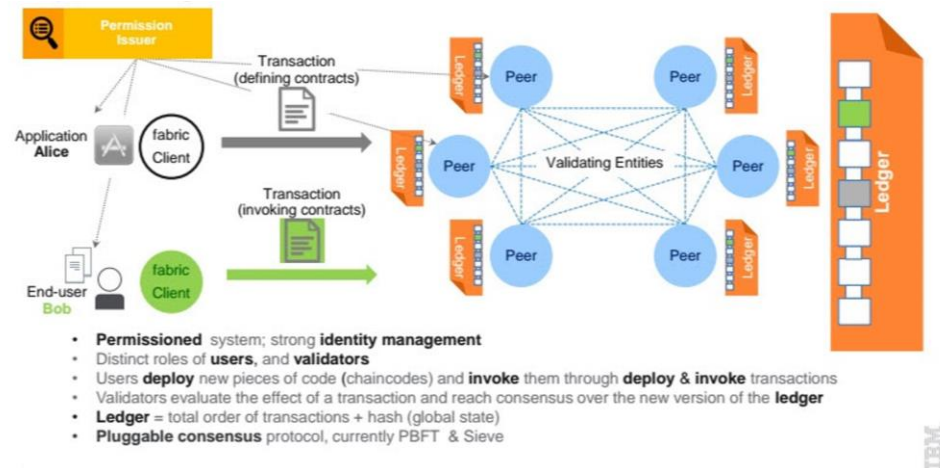 Permission
Issuer
Transaction
(defining contracts)
Application
Alice
fabric
Client
Transaction
(invoking contracts)
End-user
Bob
fabric
Client
Ledger
Peer
Peer
Ledger
Ledger
Peer
Validating Entities
Peer
Ledger
Ledger
Peer
Peer
Ledger
Ledger
• Permissioned system; strong identity management
• Distinct roles of users, and validators
• Users deploy new pieces of code (chaincodes) and invoke them through deploy & invoke transactions
• Validators evaluate the effect of a transaction and reach consensus over the new version of the ledger
• Ledger = total order of transactions + hash (global state)
• Pluggable consensus protocol, currently PBFT & Sieve
IBM